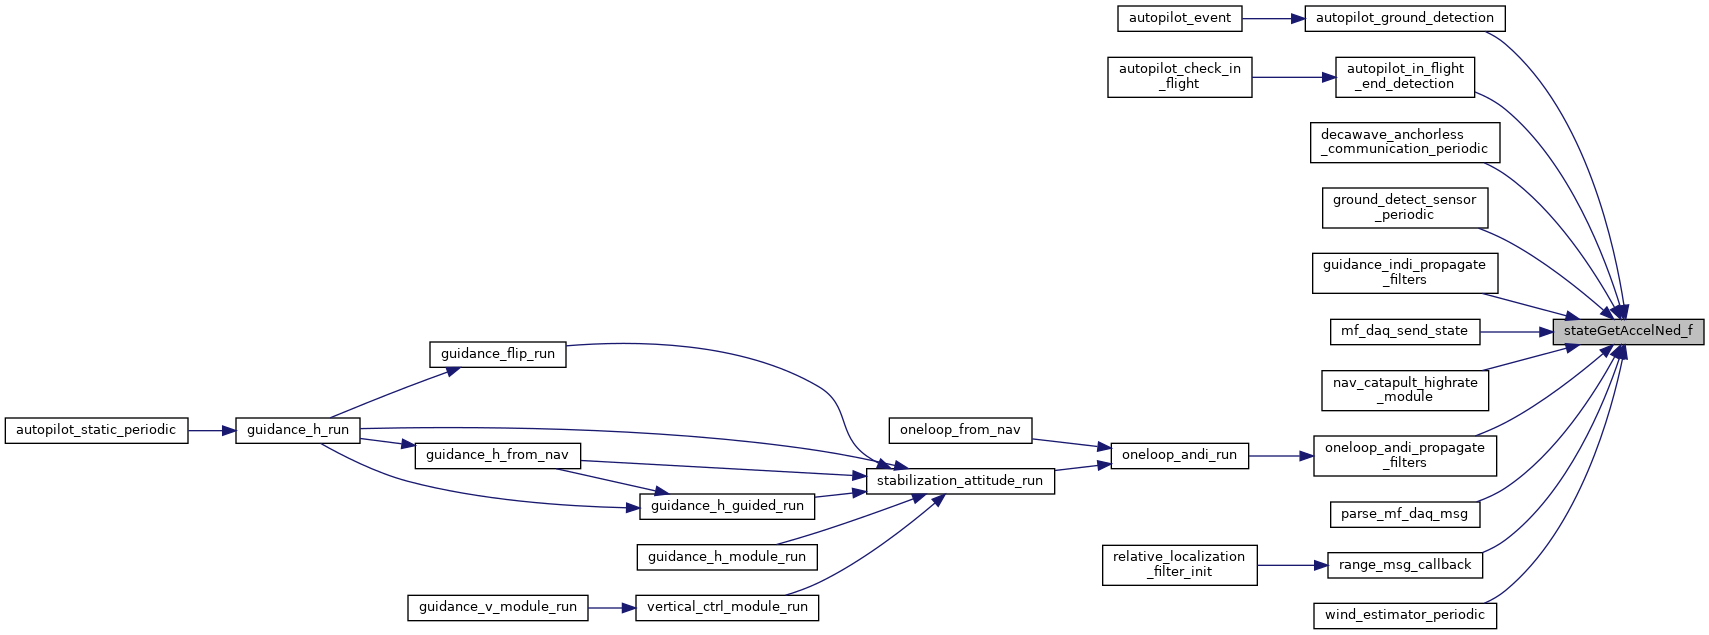 autopilot_event
autopilot_ground_detection
autopilot_check_in
_flight
autopilot_in_flight
_end_detection
decawave_anchorless
_communication_periodic
ground_detect_sensor
_periodic
guidance_indi_propagate
_filters
mf_daq_send_state
stateGetAccelNed_f
nav_catapult_highrate
_module
guidance_flip_run
autopilot_static_periodic
guidance_h_run
guidance_h_from_nav
guidance_h_guided_run
guidance_h_module_run
guidance_v_module_run
vertical_ctrl_module_run
stabilization_attitude_run
oneloop_from_nav
oneloop_andi_run
oneloop_andi_propagate
_filters
parse_mf_daq_msg
relative_localization
_filter_init
range_msg_callback
wind_estimator_periodic